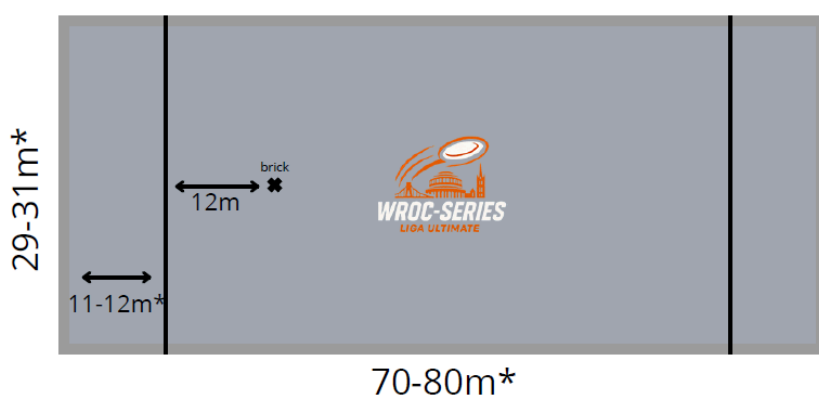 brick
12m
29-31m*
WROC-SERIES
LIGA ULTIMATE
11-12m*
70-80m*